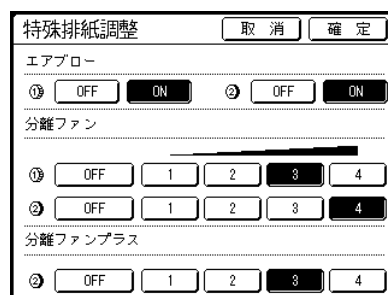 特殊排紙調整 取 消 確 定
エアブロー
① OFF ON ② OFF ON
分離ファン
① OFF 1 2 3 4
② OFF 1 2 3 4
分離ファンプラス
② OFF 1 2 3 4